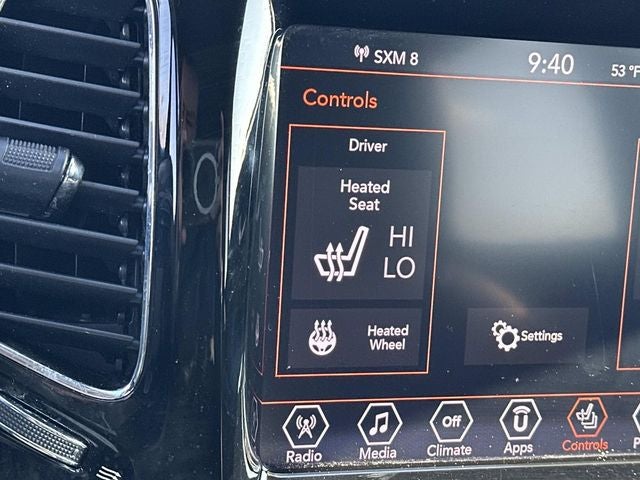 SXM 8 9:40 53 °F
Controls
Driver
Heated
Seat
HI
LO
Heated
Wheel
Settings
Off
Radio Media Climate Apps Controls